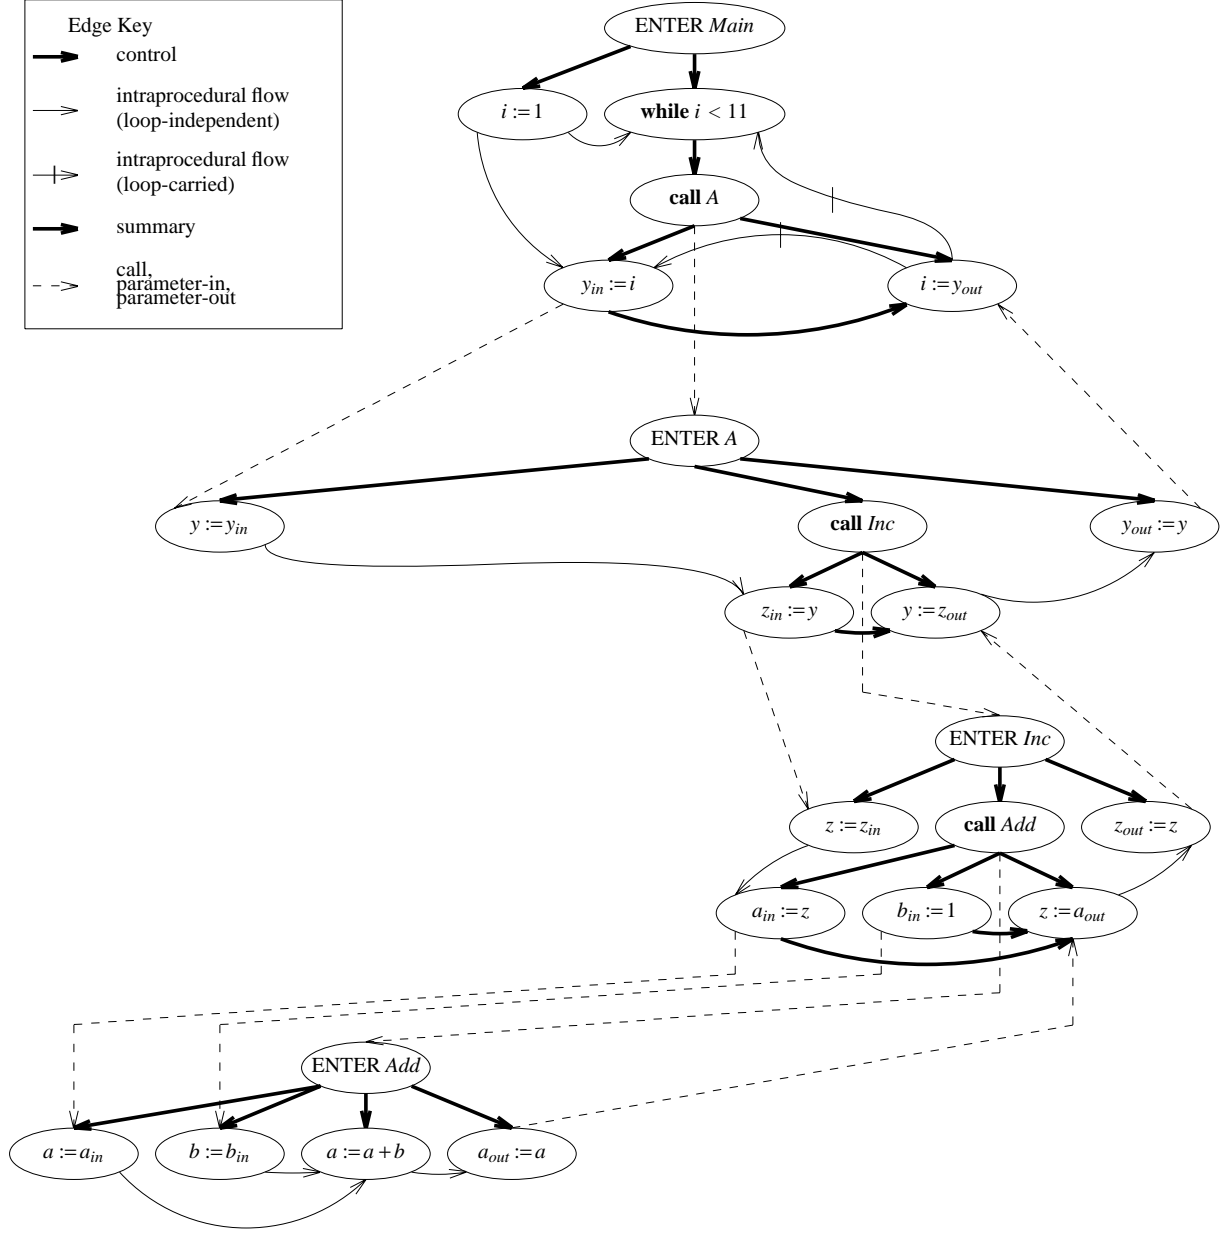 Edge Key
control
intraprocedural flow
(loop-independent)
intraprocedural flow
(loop-carried)
summary
call,
parameter-in,
parameter-out
ENTER Main
i := 1
while i < 11
call A
y_in := i
i := y_out
ENTER A
y := y_in
call Inc
y_out := y
z_in := y
y := z_out
ENTER Inc
z := z_in
call Add
z_out := z
a_in := z
b_in := 1
z := a_out
ENTER Add
a := a_in
b := b_in
a := a + b
a_out := a